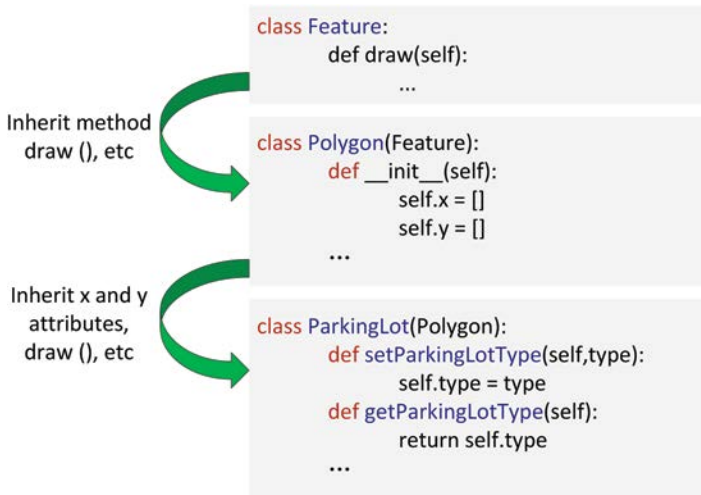 class Feature:
def draw(self):
...
Inherit method
draw (), etc
class Polygon(Feature):
def __init__(self):
self.x = []
self.y = []
...
Inherit x and y
attributes,
draw (), etc
class ParkingLot(Polygon):
def setParkingLotType(self,type):
self.type = type
def getParkingLotType(self):
return self.type
...